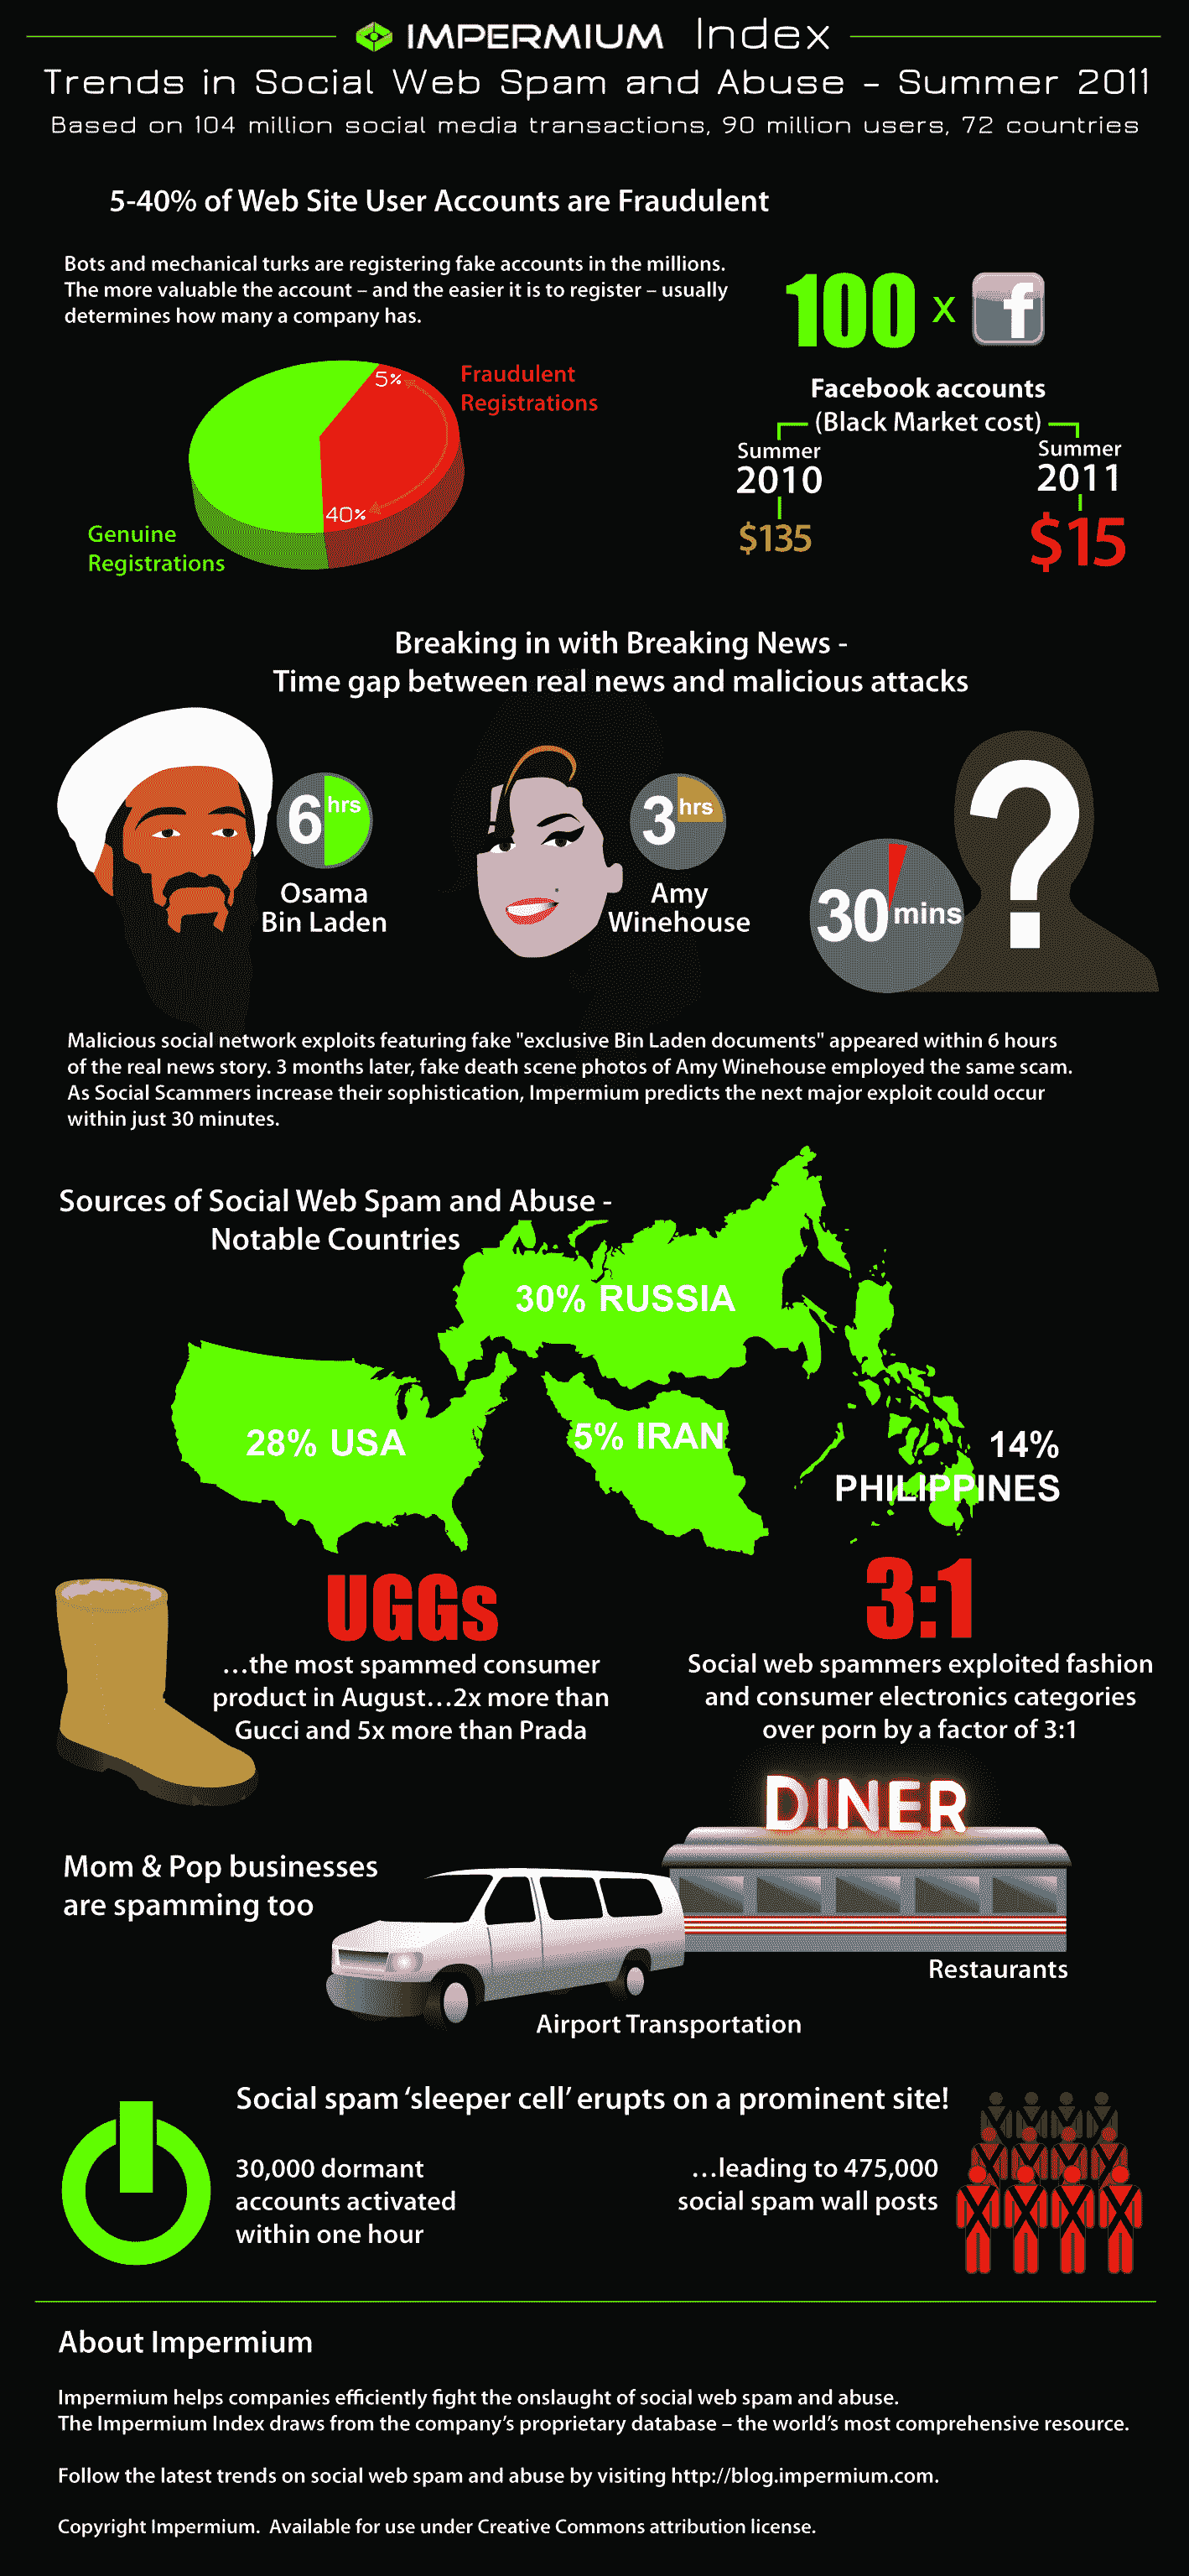 IMPERMIUM Index
Trends in Social Web Spam and Abuse – Summer 2011
Based on 104 million social media transactions, 90 million users, 72 countries
5-40% of Web Site User Accounts are Fraudulent
Bots and mechanical turks are registering fake accounts in the millions.
The more valuable the account – and the easier it is to register – usually
determines how many a company has.
5%
Fraudulent
Registrations
40%
Genuine
Registrations
100 x f
Facebook accounts
(Black Market cost)
Summer
2010
$135
Summer
2011
$15
Breaking in with Breaking News -
Time gap between real news and malicious attacks
6 hrs
Osama
Bin Laden
3 hrs
Amy
Winehouse
30 mins
?
Malicious social network exploits featuring fake "exclusive Bin Laden documents" appeared within 6 hours
of the real news story. 3 months later, fake death scene photos of Amy Winehouse employed the same scam.
As Social Scammers increase their sophistication, Impermium predicts the next major exploit could occur
within just 30 minutes.
Sources of Social Web Spam and Abuse -
Notable Countries
30% RUSSIA
28% USA
5% IRAN
14%
PHILIPPINES
UGGs
...the most spammed consumer
product in August...2x more than
Gucci and 5x more than Prada
3:1
Social web spammers exploited fashion
and consumer electronics categories
over porn by a factor of 3:1
DINER
Mom & Pop businesses
are spamming too
Restaurants
Airport Transportation
Social spam ‘sleeper cell’ erupts on a prominent site!
30,000 dormant
accounts activated
within one hour
...leading to 475,000
social spam wall posts
About Impermium
Impermium helps companies efficiently fight the onslaught of social web spam and abuse.
The Impermium Index draws from the company’s proprietary database – the world’s most comprehensive resource.
Follow the latest trends on social web spam and abuse by visiting http://blog.impermium.com.
Copyright Impermium. Available for use under Creative Commons attribution license.